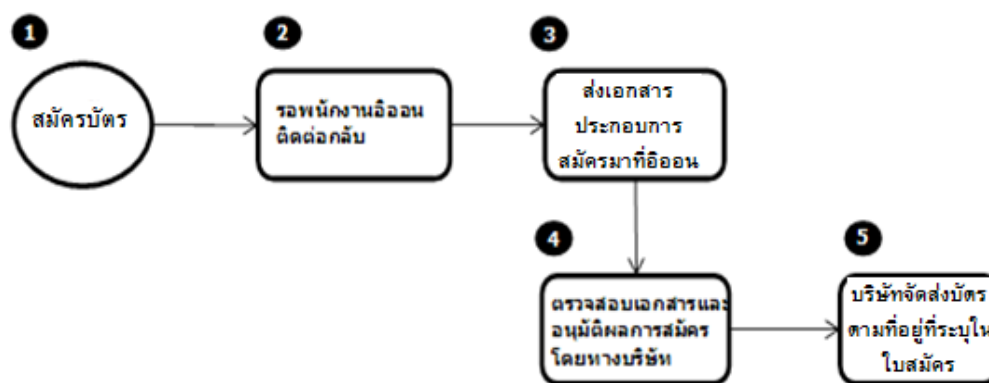 1
สมัครบัตร
2
รอพนักงานอิออน
ติดต่อกลับ
3
ส่งเอกสาร
ประกอบการ
สมัครมาที่อิออน
4
ตรวจสอบเอกสารและ
อนุมัติผลการสมัคร
โดยทางบริษัท
5
บริษัทจัดส่งบัตร
ตามที่อยู่ที่ระบุใน
ใบสมัคร